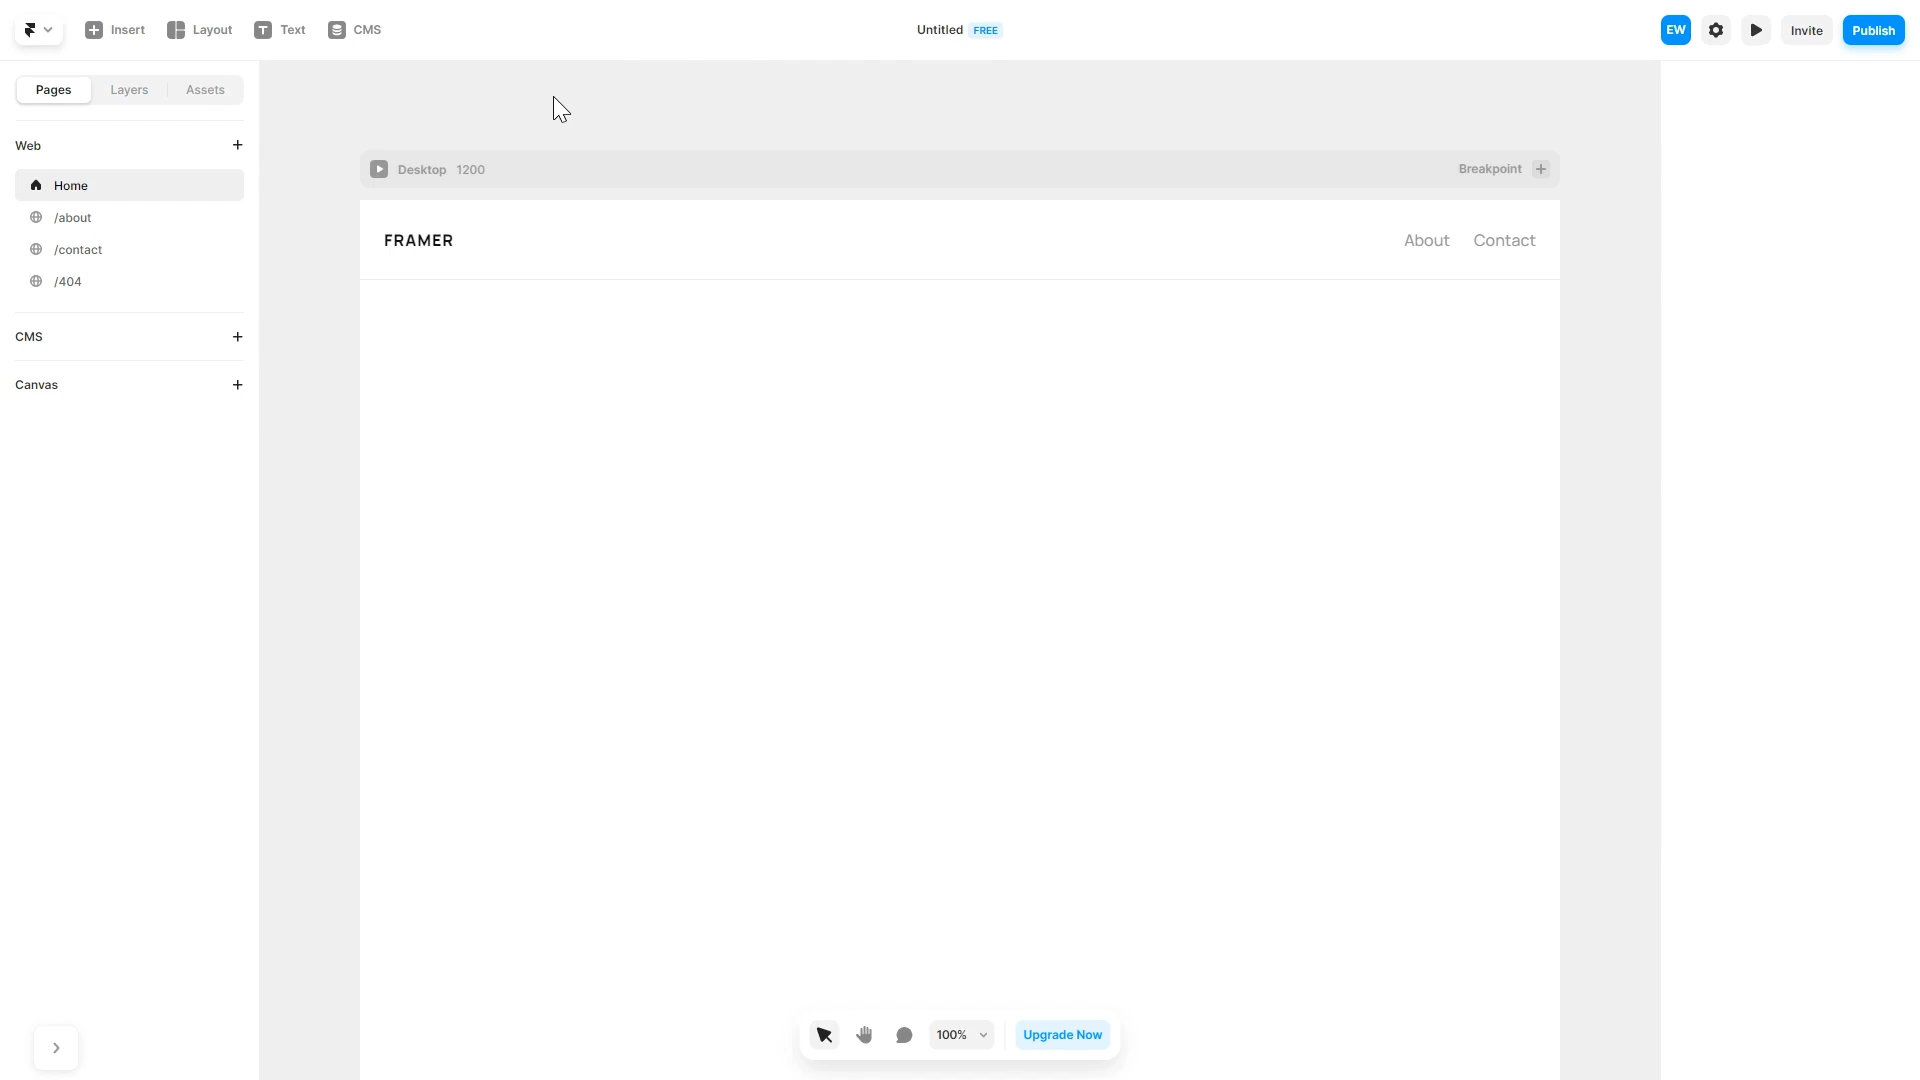 Insert Layout Text CMS Untitled FREE EW Invite Publish
Pages Layers Assets
Web
Home
/about
/contact
/404
CMS
Canvas
Desktop 1200 Breakpoint
FRAMER About Contact
100% Upgrade Now